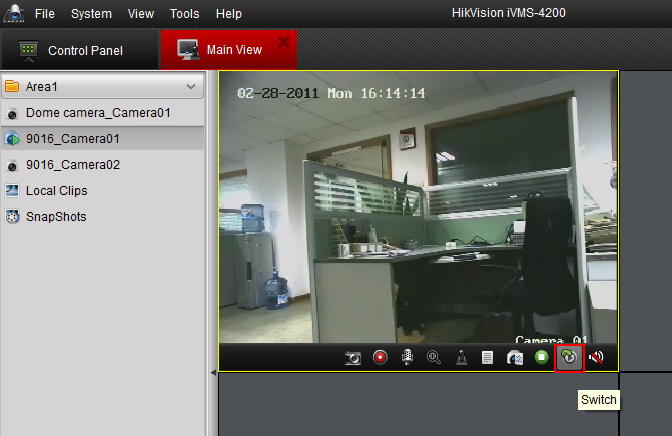 File System View Tools Help HikVision iVMS-4200
Control Panel Main View
Area1
Dome camera_Camera01
9016_Camera01
9016_Camera02
Local Clips
SnapShots
02-28-2011 Mon 16:14:14
Camera 01
Switch